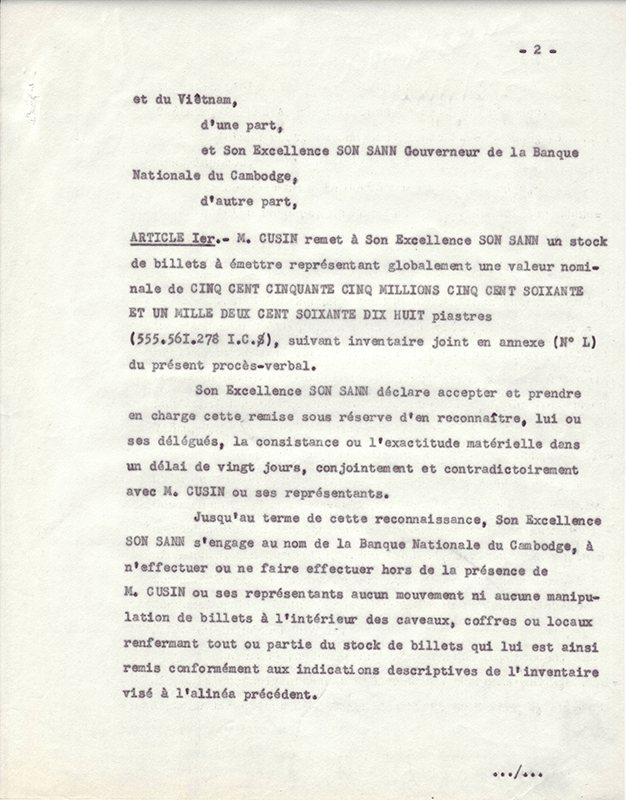 - 2 -
et du Viêtnam,
d'une part,
et Son Excellence SON SANN Gouverneur de la Banque
Nationale du Cambodge,
d'autre part,
ARTICLE Ier.- M. CUSIN remet à Son Excellence SON SANN un stock
de billets à émettre représentant globalement une valeur nomi-
nale de CINQ CENT CINQUANTE CINQ MILLIONS CINQ CENT SOIXANTE
ET UN MILLE DEUX CENT SOIXANTE DIX HUIT piastres
(555.561.278 I.C.$), suivant inventaire joint en annexe (N° L)
du présent procès-verbal.
Son Excellence SON SANN déclare accepter et prendre
en charge cette remise sous réserve d'en reconnaître, lui ou
ses délégués, la consistance ou l'exactitude matérielle dans
un délai de vingt jours, conjointement et contradictoirement
avec M. CUSIN ou ses représentants.
Jusqu'au terme de cette reconnaissance, Son Excellence
SON SANN s'engage au nom de la Banque Nationale du Cambodge, à
n'effectuer ou ne faire effectuer hors de la présence de
M. CUSIN ou ses représentants aucun mouvement ni aucune manipu-
lation de billets à l'intérieur des caveaux, coffres ou locaux
renfermant tout ou partie du stock de billets qui lui est ainsi
remis conformément aux indications descriptives de l'inventaire
visé à l'alinéa précédent.
.../...